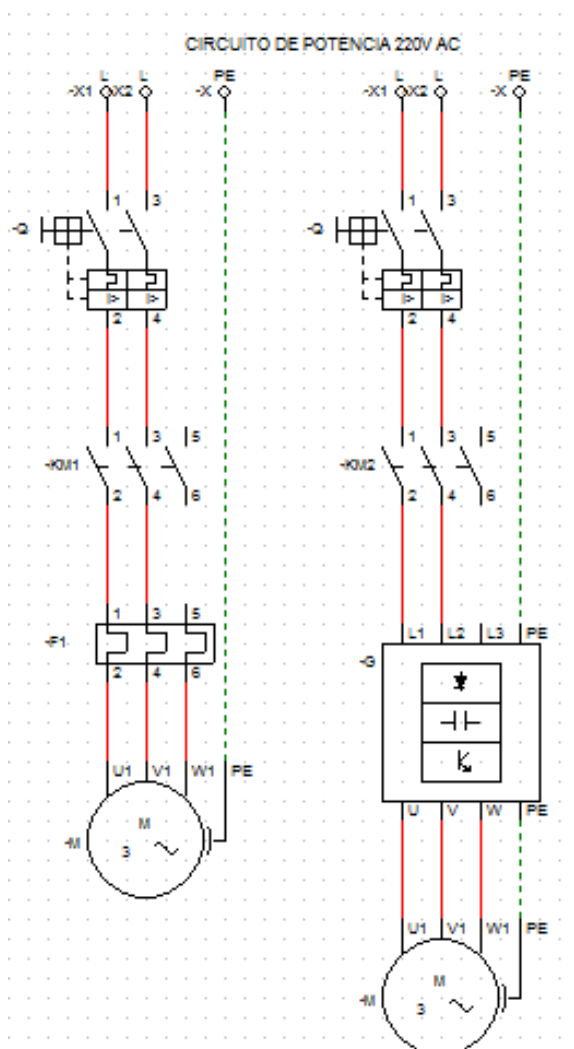 CIRCUITO DE POTENCIA 220V AC
L L PE L L PE
-X1 X2 -X -X1 X2 -X
1 3 1 3
-Q -Q
I> I> I> I>
2 4 2 4
1 3 5 1 3 5
-KM1 -KM2
2 4 6 2 4 6
1 3 5 L1 L2 L3 PE
-F1 -G
2 4 6
U1 V1 W1 PE U V W PE
M
-M 3
U1 V1 W1 PE
M
-M 3